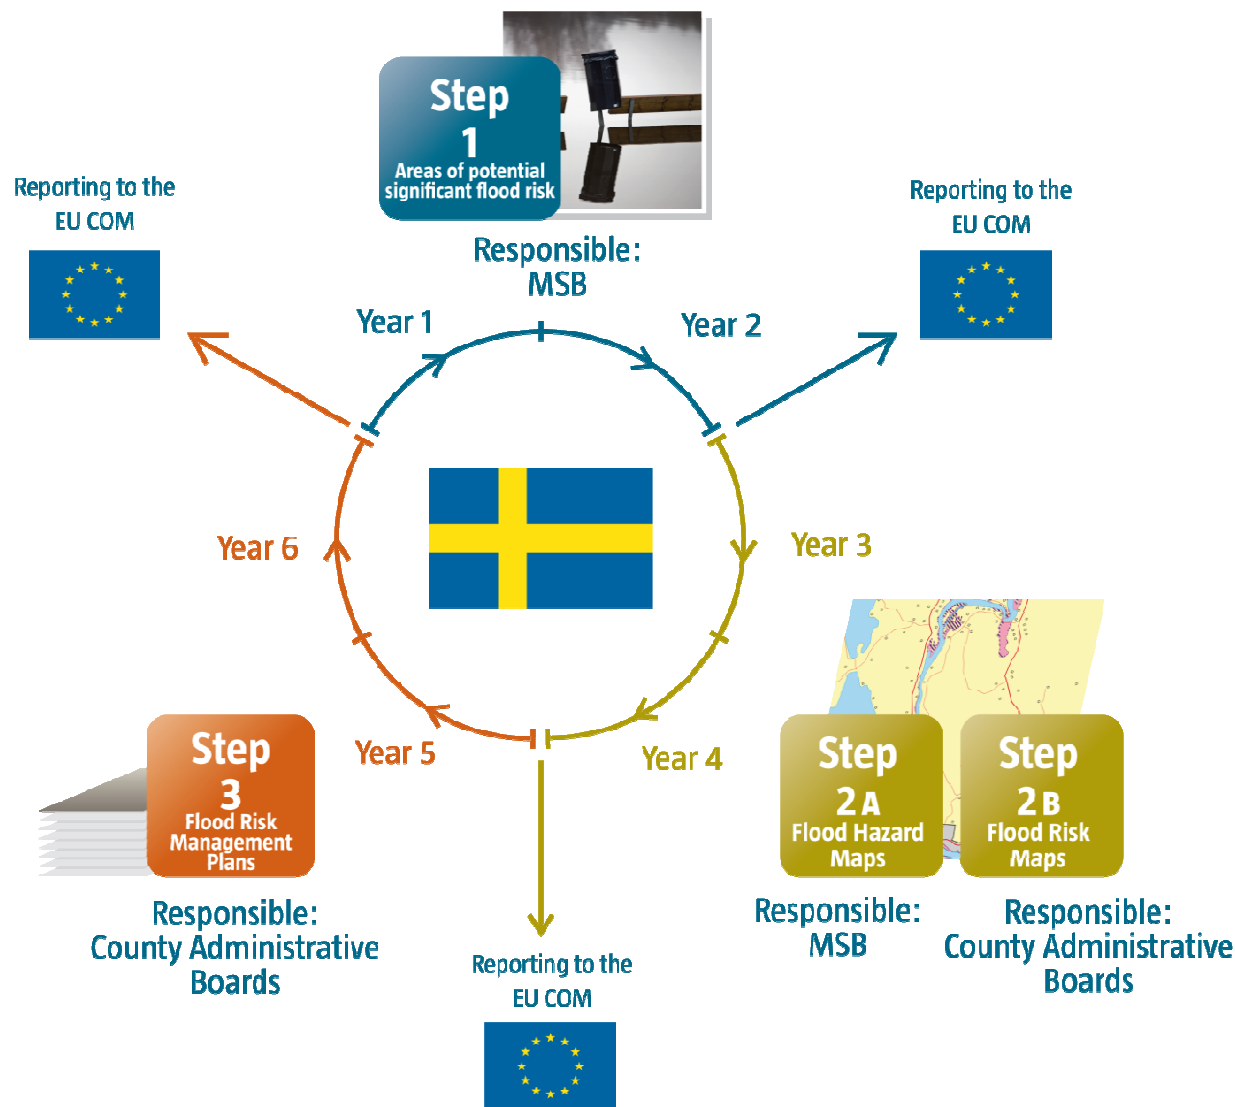 Step
1
Areas of potential
significant flood risk
Responsible:
MSB
Reporting to the
EU COM
Reporting to the
EU COM
Year 1
Year 2
Year 3
Year 4
Year 5
Year 6
Step
2 A
Flood Hazard
Maps
Responsible:
MSB
Step
2 B
Flood Risk
Maps
Responsible:
County Administrative
Boards
Step
3
Flood Risk
Management
Plans
Responsible:
County Administrative
Boards
Reporting to the
EU COM